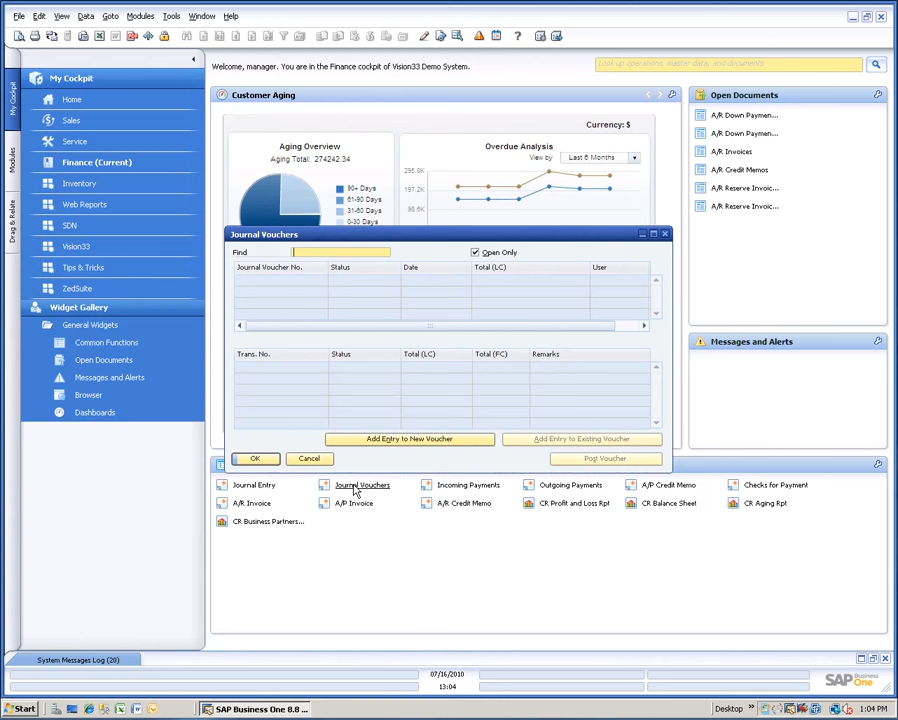 File Edit View Data Goto Modules Tools Window Help
My Cockpit
Modules
Drag & Relate
My Cockpit
Home
Sales
Service
Finance (Current)
Inventory
Web Reports
SDN
Vision33
Tips & Tricks
ZedSuite
Widget Gallery
General Widgets
Common Functions
Open Documents
Messages and Alerts
Browser
Dashboards
Welcome, manager. You are in the Finance cockpit of Vision33 Demo System.
Look up operations, master data, and documents
Customer Aging
Currency: $
Aging Overview
Aging Total: 274242.34
90+ Days
61-90 Days
31-60 Days
0-30 Days
Overdue Analysis
View by Last 6 Months
295.8K
197.2K
98.6K
Open Documents
A/R Down Paymen...
A/R Down Paymen...
A/R Invoices
A/R Credit Memos
A/R Reserve Invoic...
A/R Reserve Invoic...
Messages and Alerts
Journal Vouchers
Find
Open Only
Journal Voucher No. Status Date Total (LC) User
Trans. No. Status Total (LC) Total (FC) Remarks
Add Entry to New Voucher Add Entry to Existing Voucher
OK Cancel Post Voucher
Journal Entry Journal Vouchers Incoming Payments Outgoing Payments A/P Credit Memo Checks for Payment
A/R Invoice A/P Invoice A/R Credit Memo CR Profit and Loss Rpt CR Balance Sheet CR Aging Rpt
CR Business Partners...
System Messages Log (20)
07/16/2010
13:04
SAP Business One
Start SAP Business One 8.8 ... Desktop 1:04 PM